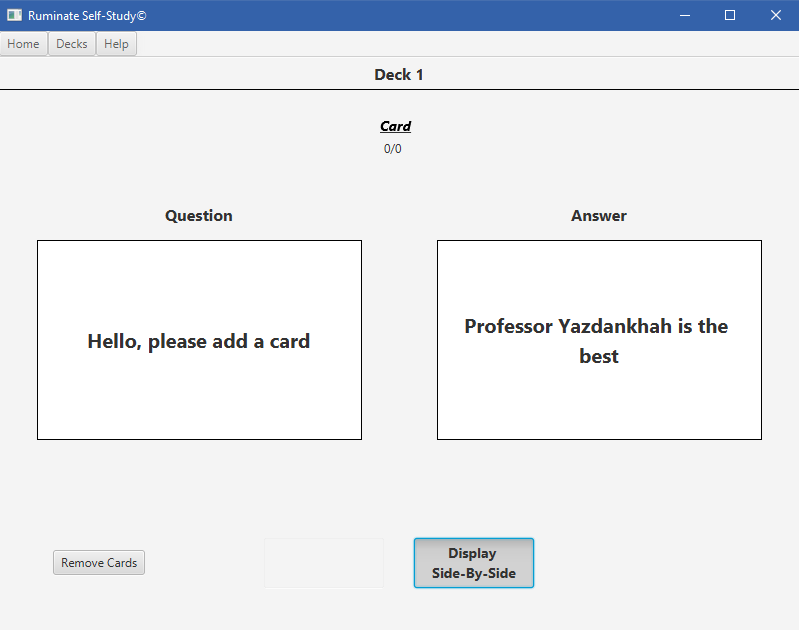 Ruminate Self-Study©
Home Decks Help
Deck 1
Card
0/0
Question
Answer
Hello, please add a card
Professor Yazdankhah is the
best
Remove Cards
Display
Side-By-Side